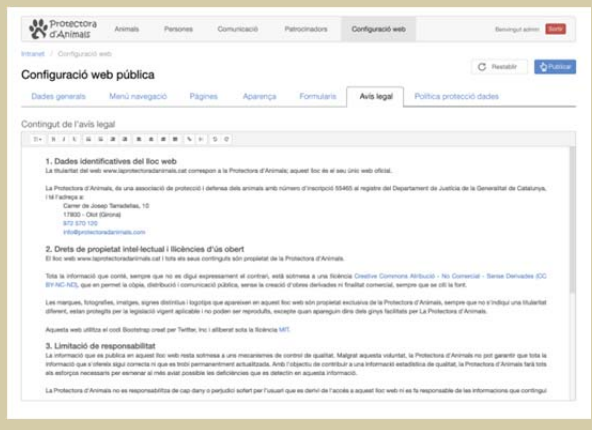 Protectora
d'Animals
Animals Persones Comunicació Patrocinadors Configuració web Benvingut admin Sortir
Intranet / Configuració web
Configuració web pública
Restablir Publicar
Dades generals Menú navegació Pàgines Aparença Formularis Avís legal Política protecció dades
Contingut de l'avís legal
1. Dades identificatives del lloc web
La titularitat del web www.laprotectoradanimals.cat correspon a la Protectora d'Animals; aquest lloc és el seu únic web oficial.
La Protectora d'Animals, de una associació de protecció i defensa dels animals amb número d'inscripció 55465 al registre del Departament de Justícia de la Generalitat de Catalunya,
i té l'adreça a:
Carrer de Josep Tarradellas, 10
17800 - Olot (Girona)
972 570 120
info@protectoradanimals.com
2. Drets de propietat intel·lectual i llicències d'ús obert
El lloc web www.laprotectoradanimals.cat i tots els seus continguts són propietat de la Protectora d'Animals.
Tota la informació que conté, sempre que no es digui expressament el contrari, està sotmesa a una llicència Creative Commons Atribució - No Comercial - Sense Derivades (CC
BY-NC-ND), que en permet la còpia, distribució i comunicació pública, sense la creació d'obres derivades ni finalitat comercial, sempre que se citi la font.
Les marques, fotografies, imatges, signes distintius i logotips que apareixen en aquest lloc web són propietat exclusiva de la Protectora d'Animals, sempre que no s'indiqui una titularitat
diferent, estan protegits per la legislació vigent aplicable i no poden ser reproduïts, excepte quan apareguin dins dels ginys facilitats per La Protectora d'Animals.
Aquesta web utilitza el codi Bootstrap creat per Twitter, Inc i alliberat sota la llicència MIT.
3. Limitació de responsabilitat
La informació que es publica en aquest lloc web resta sotmesa a uns mecanismes de control de qualitat. Malgrat aquesta voluntat, la Protectora d'Animals no pot garantir que tota la
informació que s'ofereix sigui correcta ni que es trobi permanentment actualitzada. Amb l'objectiu de contribuir a una informació estadística de qualitat, la Protectora d'Animals farà tots
els esforços necessaris per esmenar al més aviat possible les deficiències que es detectin en aquesta informació.
La Protectora d'Animals no es responsabilitza de cap dany o perjudici sofert per l'usuari que es derivi de l'accés a aquest lloc web ni es fa responsable de les informacions que contingui